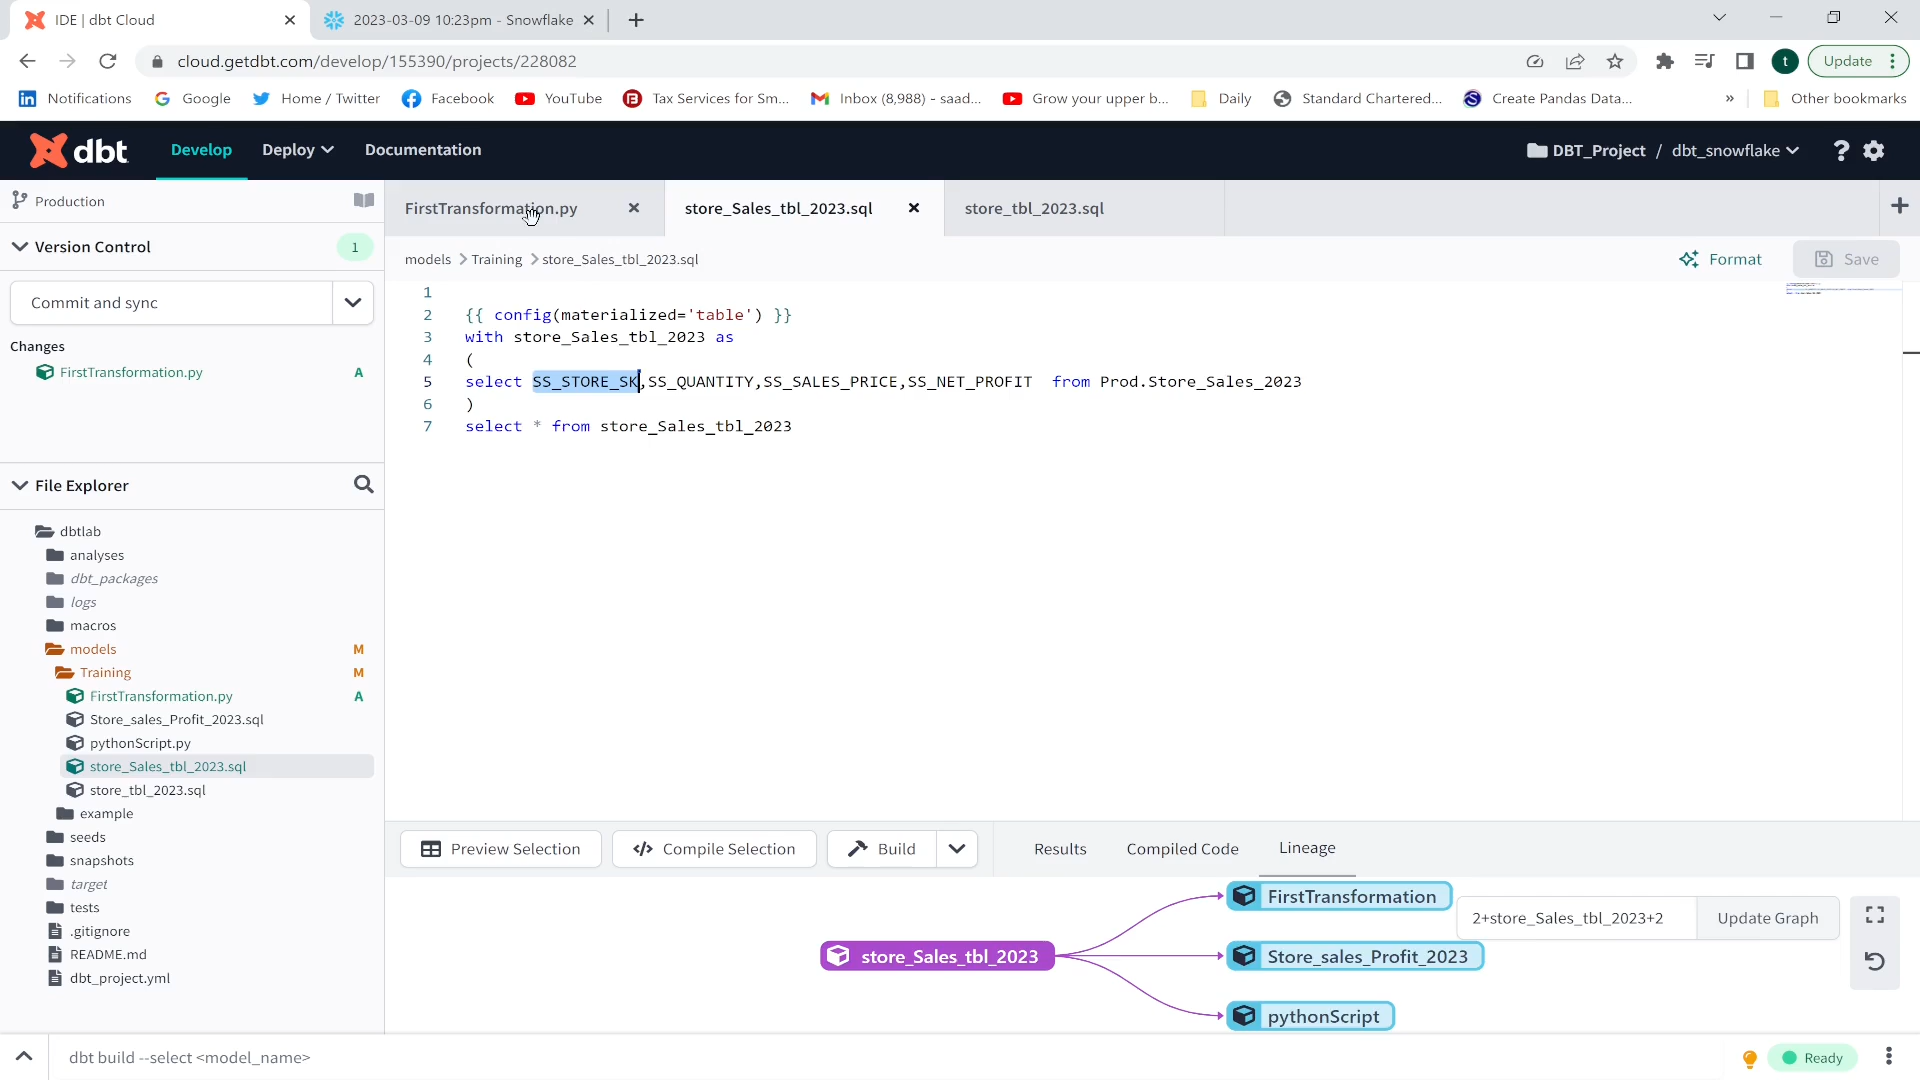 IDE | dbt Cloud
2023-03-09 10:23pm - Snowflake
cloud.getdbt.com/develop/155390/projects/228082
t
Update
Notifications
Google
Home / Twitter
Facebook
YouTube
Tax Services for Sm...
Inbox (8,988) - saad...
Grow your upper b...
Daily
Standard Chartered...
Create Pandas Data...
»
Other bookmarks
dbt
Develop
Deploy
Documentation
DBT_Project / dbt_snowflake
?
Production
FirstTransformation.py
store_Sales_tbl_2023.sql
store_tbl_2023.sql
Version Control
1
models > Training > store_Sales_tbl_2023.sql
Format
Save
Commit and sync
Changes
FirstTransformation.py A
1
2 {{ config(materialized='table') }}
3 with store_Sales_tbl_2023 as
4 (
5 select SS_STORE_SK,SS_QUANTITY,SS_SALES_PRICE,SS_NET_PROFIT  from Prod.Store_Sales_2023
6 )
7 select * from store_Sales_tbl_2023
File Explorer
dbtlab
analyses
dbt_packages
logs
macros
models M
Training M
FirstTransformation.py A
Store_sales_Profit_2023.sql
pythonScript.py
store_Sales_tbl_2023.sql
store_tbl_2023.sql
example
seeds
snapshots
target
tests
.gitignore
README.md
dbt_project.yml
Preview Selection
</> Compile Selection
Build
Results
Compiled Code
Lineage
FirstTransformation
2+store_Sales_tbl_2023+2
Update Graph
store_Sales_tbl_2023
Store_sales_Profit_2023
pythonScript
dbt build --select <model_name>
Ready